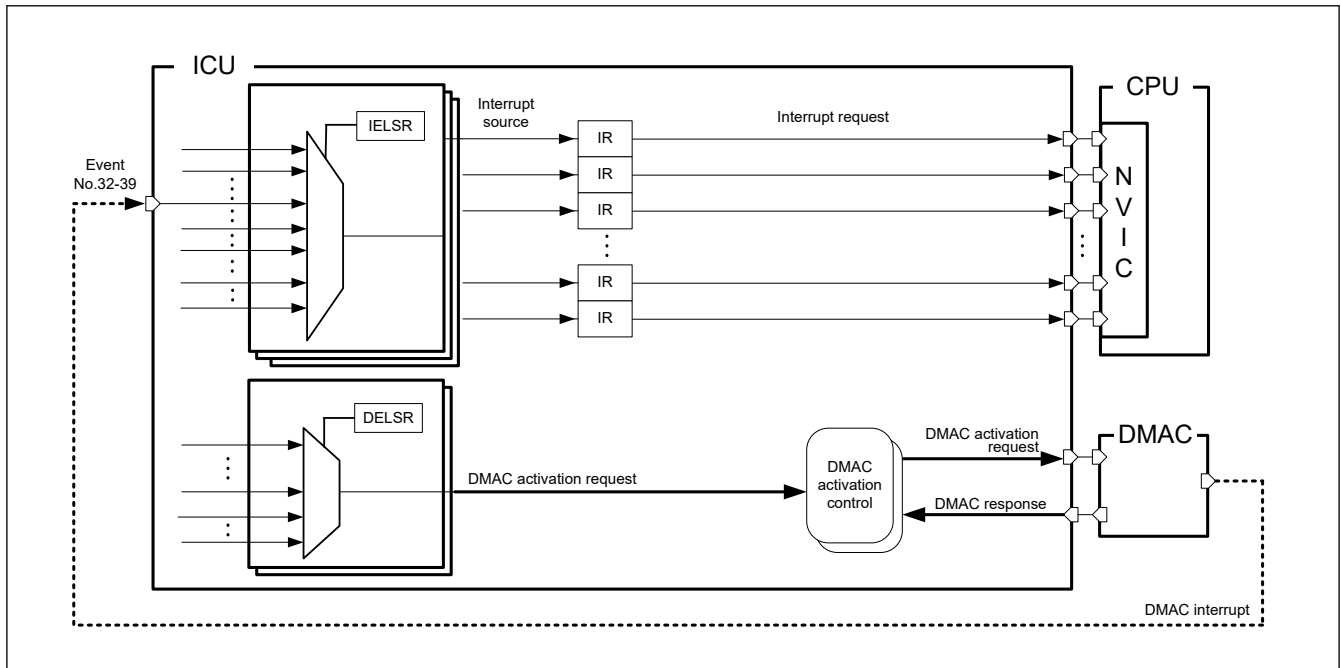 ICU
CPU
IELSR
Interrupt
source
Interrupt request
IR
IR
IR
IR
IR
N
V
I
C
Event
No.32-39
DELSR
DMAC activation request
DMAC
activation
control
DMAC activation
request
DMAC response
DMAC
DMAC interrupt